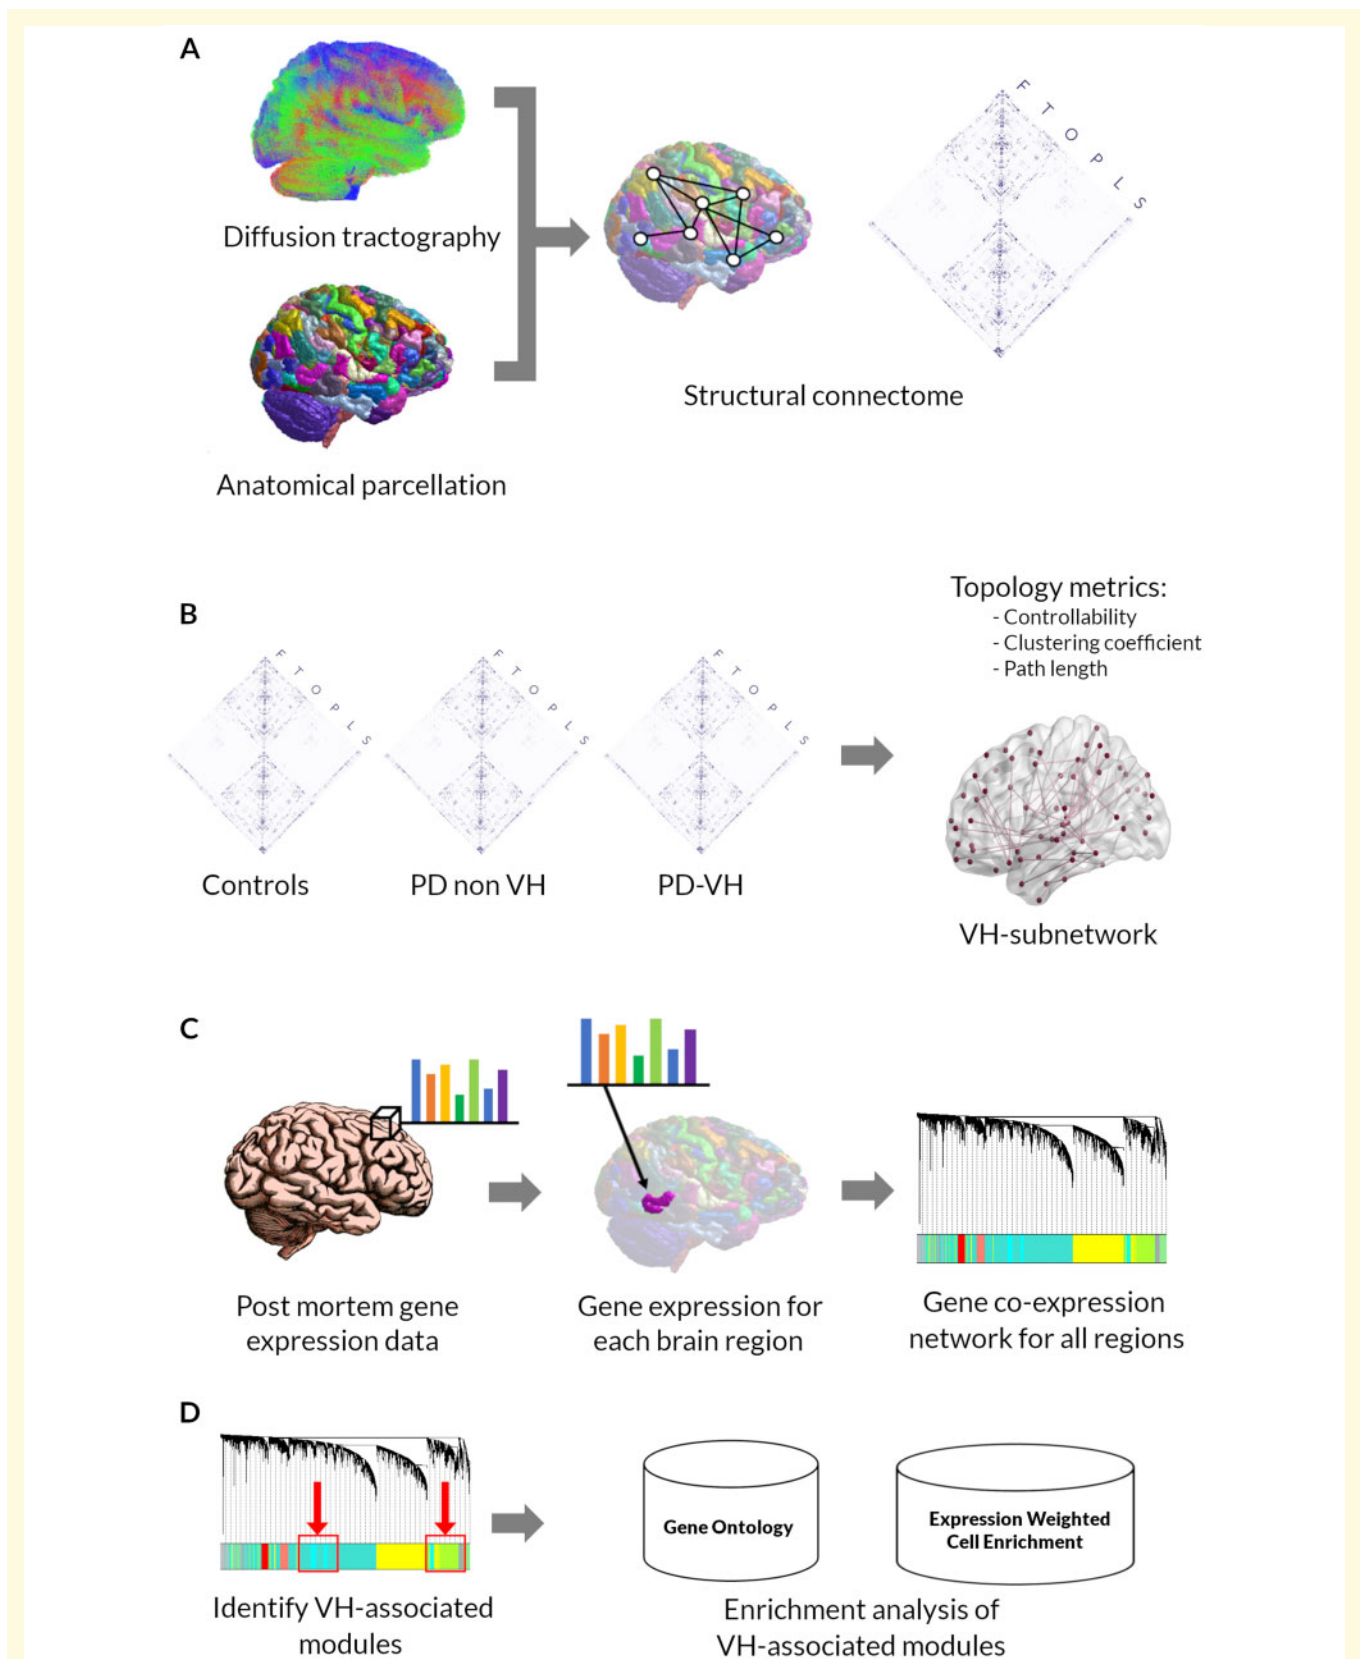 A
F T O P L S
Diffusion tractography
Structural connectome
Anatomical parcellation
B
Topology metrics:
- Controllability
- Clustering coefficient
- Path length
F T O P L S
F T O P L S
F T O P L S
Controls
PD non VH
PD-VH
VH-subnetwork
C
Post mortem gene
expression data
Gene expression for
each brain region
Gene co-expression
network for all regions
D
Gene Ontology
Expression Weighted
Cell Enrichment
Identify VH-associated
modules
Enrichment analysis of
VH-associated modules